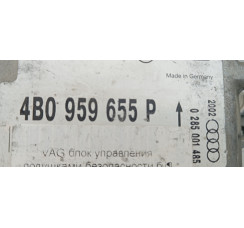 Made in Germany
4B0 959 655 P
2002
0 285 001 485
VAG блок управления
подушками безопасности